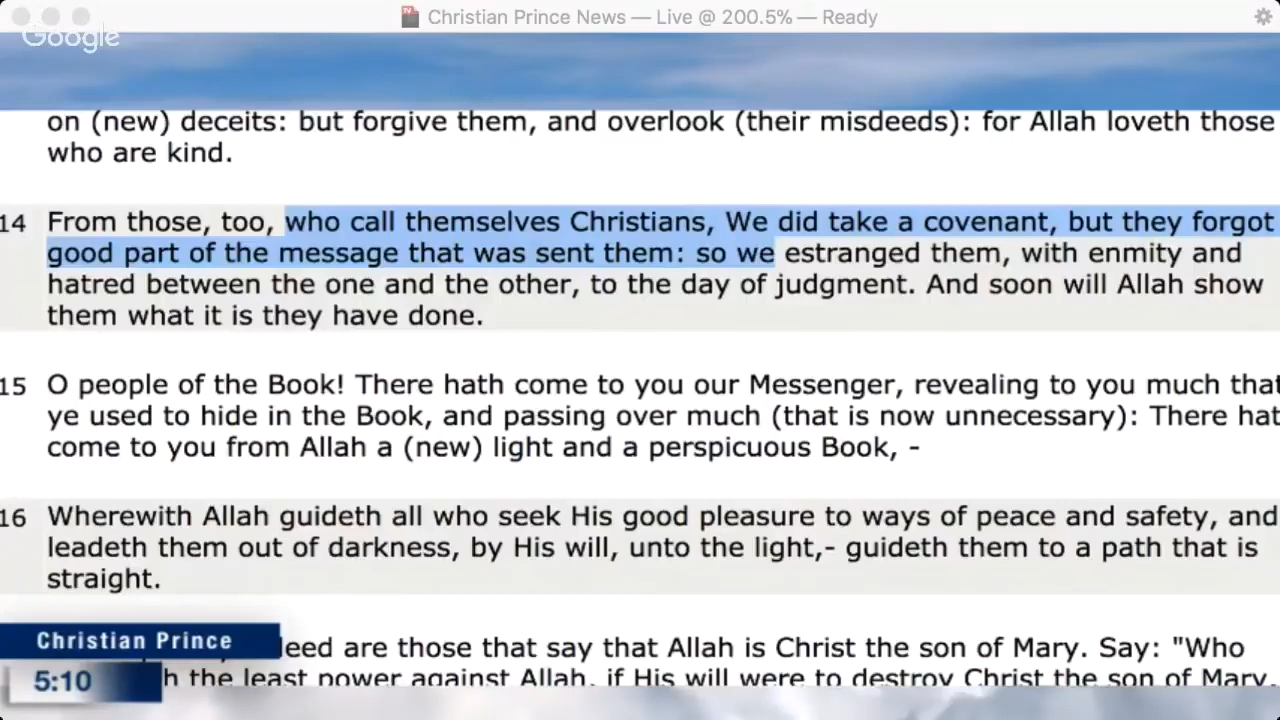 Christian Prince News — Live @ 200.5% — Ready
Google
on (new) deceits: but forgive them, and overlook (their misdeeds): for Allah loveth those
who are kind.
14 From those, too, who call themselves Christians, We did take a covenant, but they forgot
good part of the message that was sent them: so we estranged them, with enmity and
hatred between the one and the other, to the day of judgment. And soon will Allah show
them what it is they have done.
15 O people of the Book! There hath come to you our Messenger, revealing to you much that
ye used to hide in the Book, and passing over much (that is now unnecessary): There hat
come to you from Allah a (new) light and a perspicuous Book, -
16 Wherewith Allah guideth all who seek His good pleasure to ways of peace and safety, and
leadeth them out of darkness, by His will, unto the light,- guideth them to a path that is
straight.
are those that say that Allah is Christ the son of Mary. Say: "Who
the least power against Allah, if His will were to destroy Christ the son of Mary,
Christian Prince
5:10